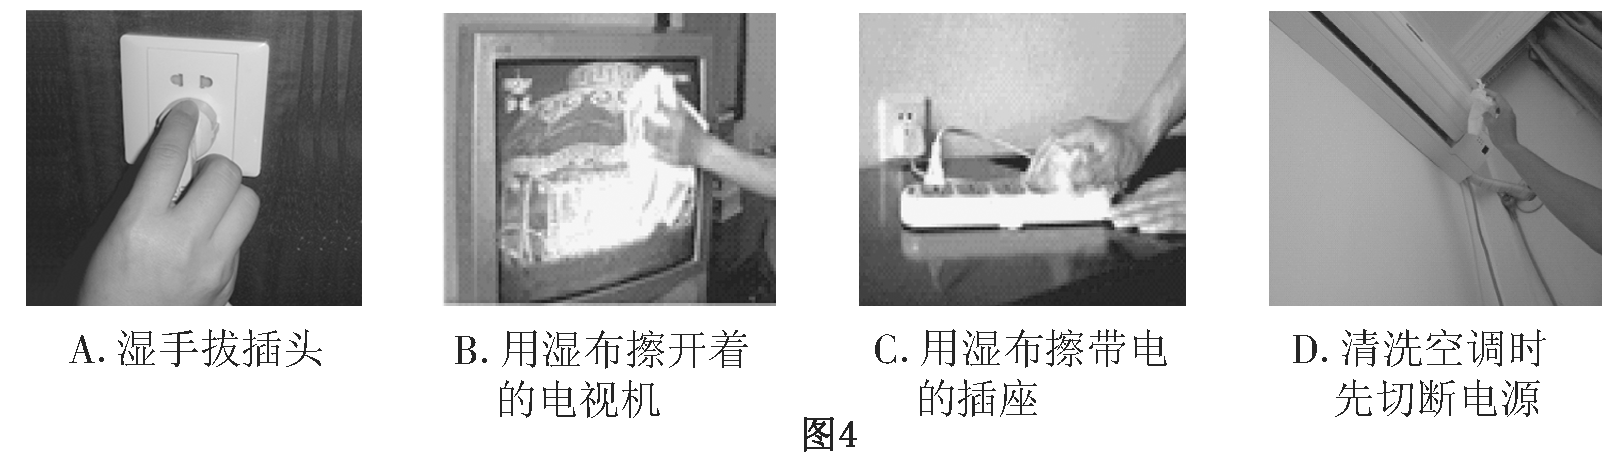 A. 湿手拔插头
B. 用湿布擦开着
的电视机
C. 用湿布擦带电
的插座
D. 清洗空调时
先切断电源
图4